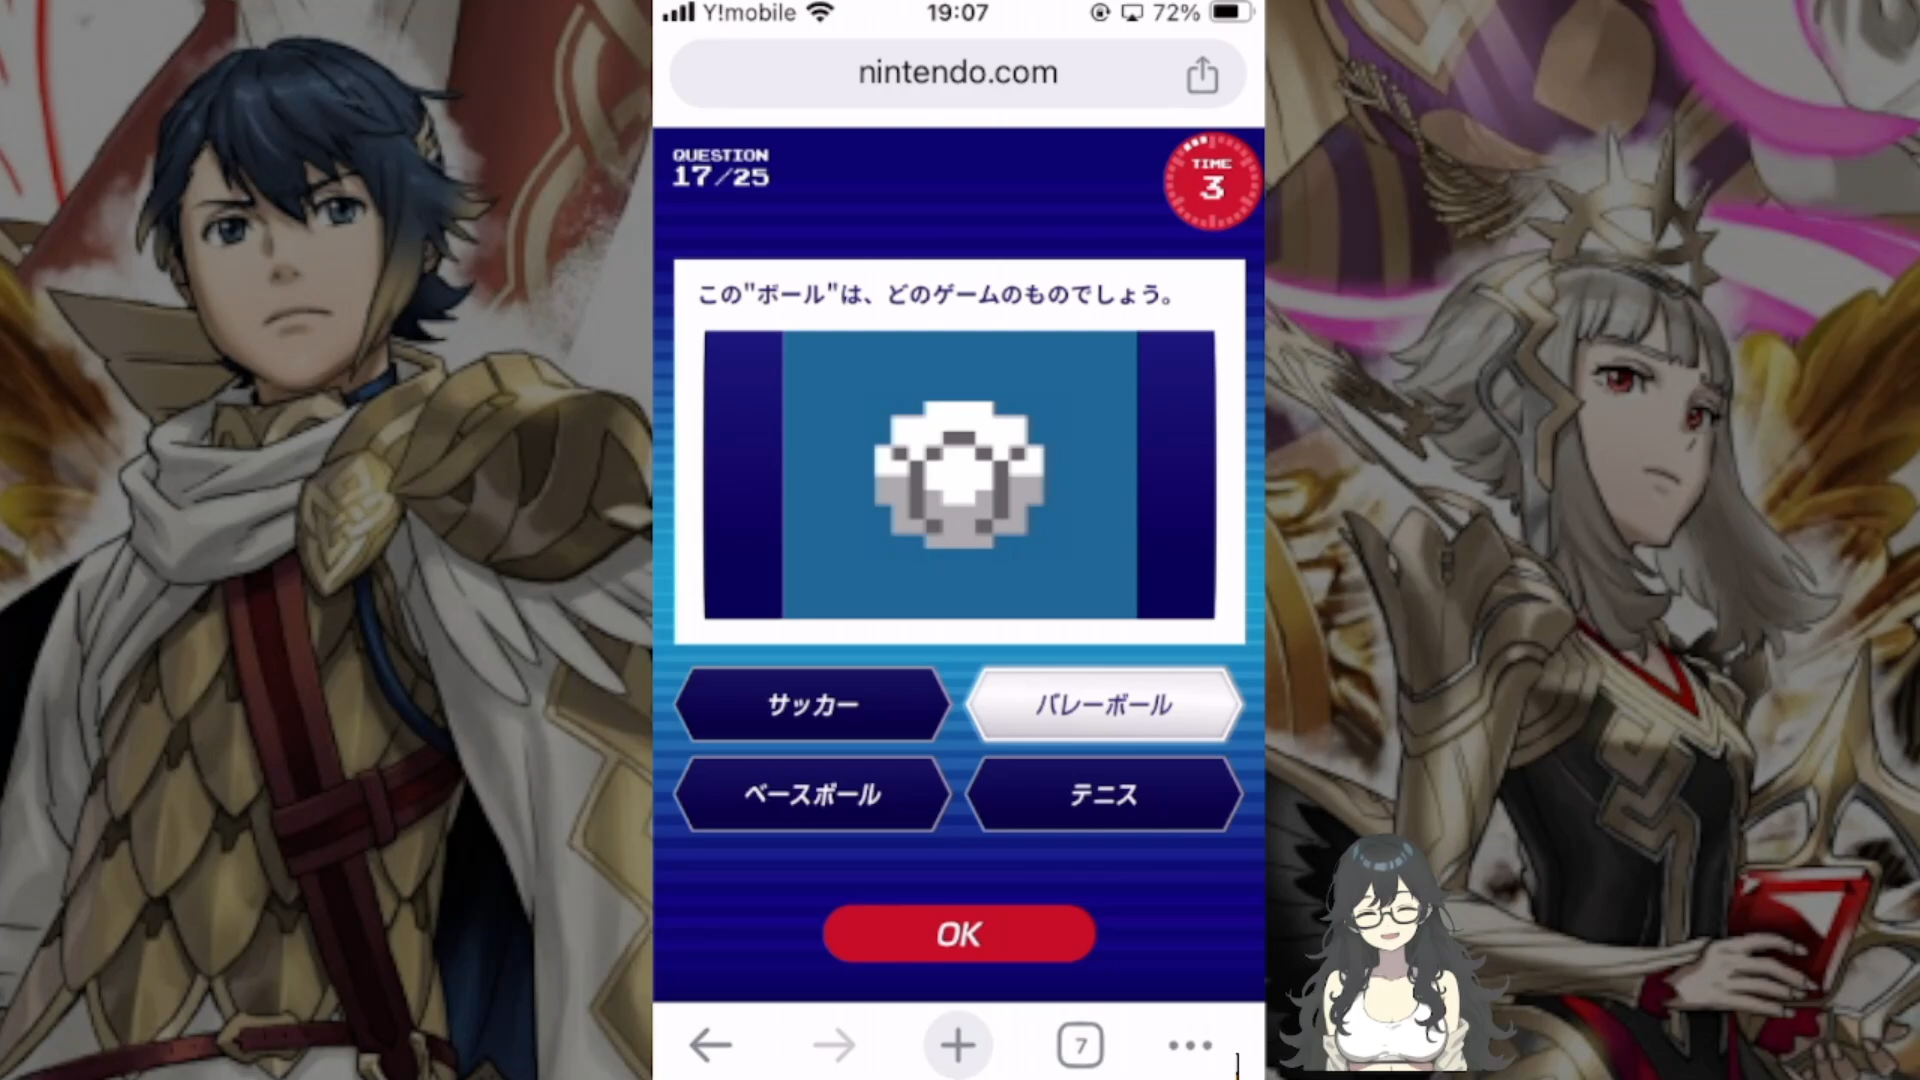 Y!mobile 19:07 72%
nintendo.com
QUESTION
17/25
TIME
3
この"ボール"は、どのゲームのものでしょう。
サッカー
バレーボール
ベースボール
テニス
OK
7